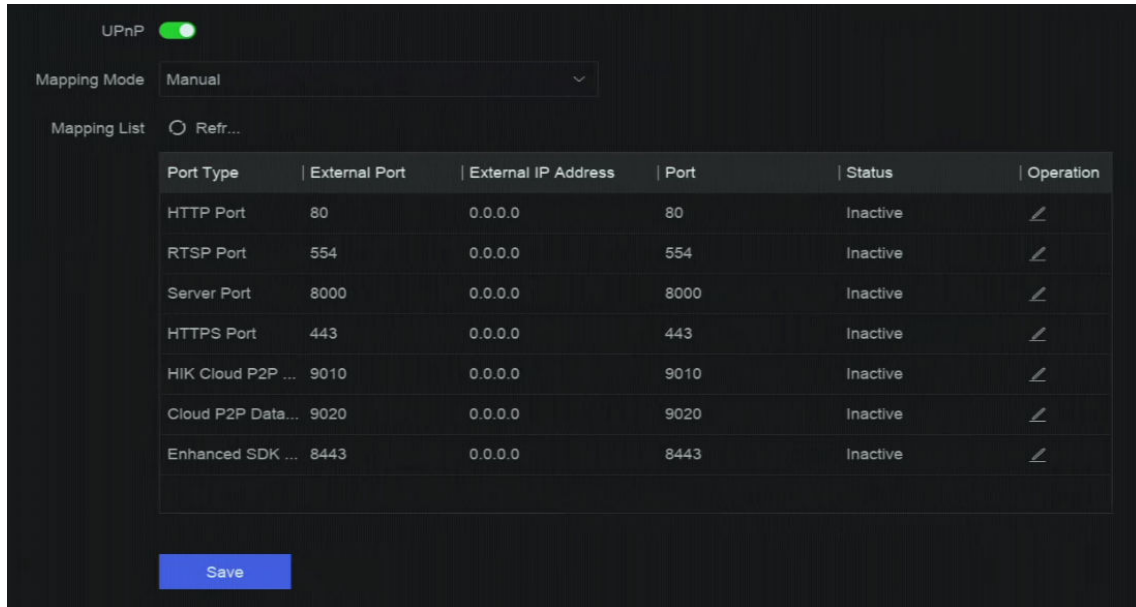 UPnP
Mapping Mode Manual
Mapping List Refr...
Port Type External Port External IP Address Port Status Operation
HTTP Port 80 0.0.0.0 80 Inactive
RTSP Port 554 0.0.0.0 554 Inactive
Server Port 8000 0.0.0.0 8000 Inactive
HTTPS Port 443 0.0.0.0 443 Inactive
HIK Cloud P2P ... 9010 0.0.0.0 9010 Inactive
Cloud P2P Data... 9020 0.0.0.0 9020 Inactive
Enhanced SDK ... 8443 0.0.0.0 8443 Inactive
Save